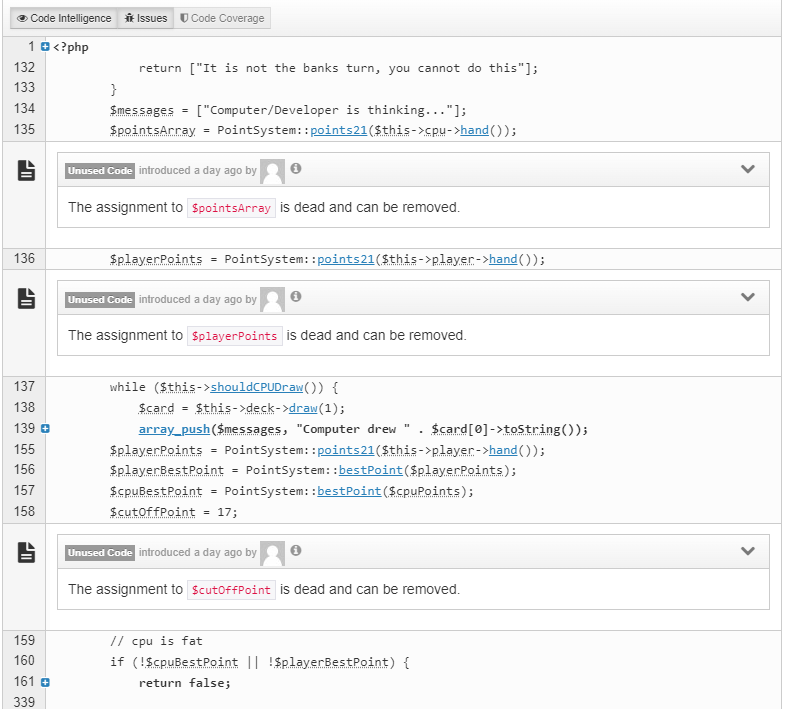 Code Intelligence Issues Code Coverage
1 <?php
132 return ["It is not the banks turn, you cannot do this"];
133 }
134 $messages = ["Computer/Developer is thinking..."];
135 $pointsArray = PointSystem::points21($this->cpu->hand());
Unused Code introduced a day ago by
The assignment to $pointsArray is dead and can be removed.
136 $playerPoints = PointSystem::points21($this->player->hand());
Unused Code introduced a day ago by
The assignment to $playerPoints is dead and can be removed.
137 while ($this->shouldCPUDraw()) {
138 $card = $this->deck->draw(1);
139 array_push($messages, "Computer drew " . $card[0]->toString());
155 $playerPoints = PointSystem::points21($this->player->hand());
156 $playerBestPoint = PointSystem::bestPoint($playerPoints);
157 $cpuBestPoint = PointSystem::bestPoint($cpuPoints);
158 $cutOffPoint = 17;
Unused Code introduced a day ago by
The assignment to $cutOffPoint is dead and can be removed.
159 // cpu is fat
160 if (!$cpuBestPoint || !$playerBestPoint) {
161 return false;
339